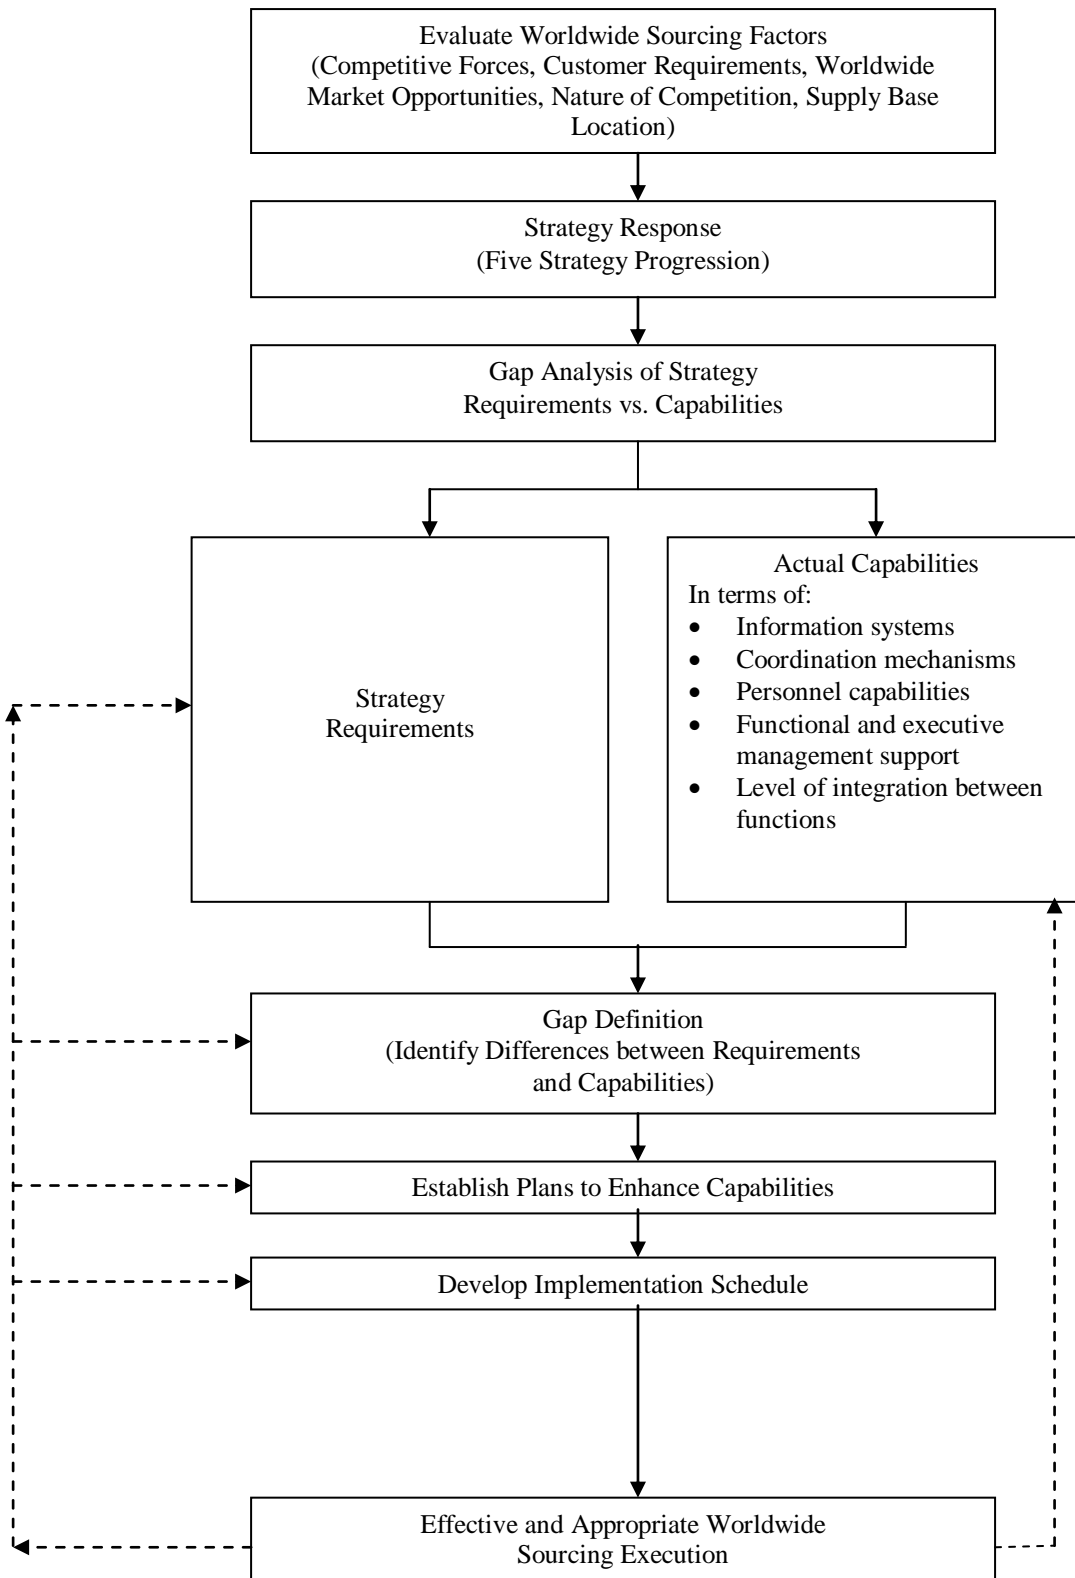 Evaluate Worldwide Sourcing Factors
(Competitive Forces, Customer Requirements, Worldwide
Market Opportunities, Nature of Competition, Supply Base
Location)
Strategy Response
(Five Strategy Progression)
Gap Analysis of Strategy
Requirements vs. Capabilities
Strategy
Requirements
Actual Capabilities
In terms of:
• Information systems
• Coordination mechanisms
• Personnel capabilities
• Functional and executive
management support
• Level of integration between
functions
Gap Definition
(Identify Differences between Requirements
and Capabilities)
Establish Plans to Enhance Capabilities
Develop Implementation Schedule
Effective and Appropriate Worldwide
Sourcing Execution